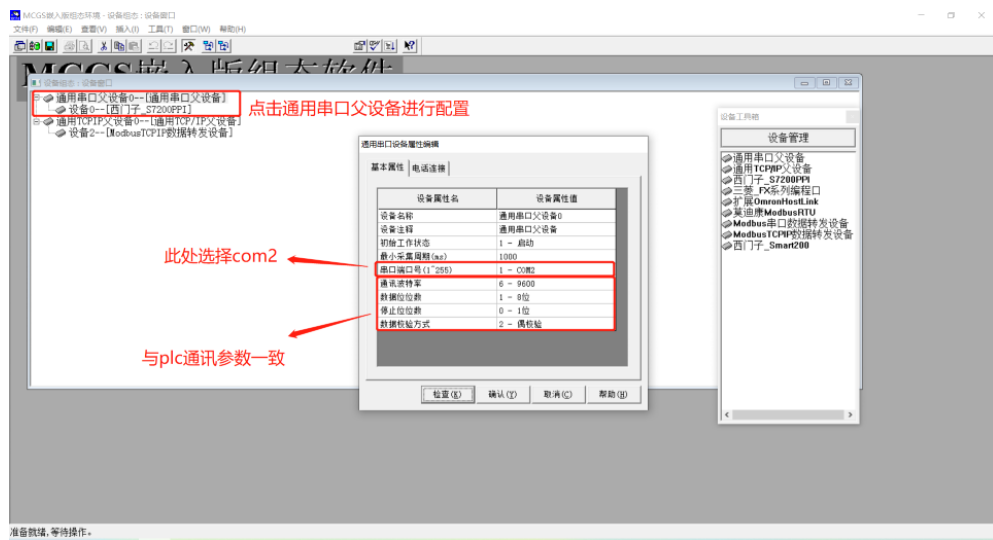 MCGS嵌入版组态环境 - 设备组态 : 设备窗口
文件(F) 编辑(E) 查看(V) 插入(I) 工具(T) 窗口(W) 帮助(H)
MCGS嵌入版组态软件
设备组态 : 设备窗口
通用串口父设备0--[通用串口父设备]
设备0--[西门子_S7200PPI]
通用TCPIP父设备0--[通用TCP/IP父设备]
设备2--[ModbusTCPIP数据转发设备]
点击通用串口父设备进行配置
通用串口设备属性编辑
基本属性 电话连接
设备属性名 设备属性值
设备名称 通用串口父设备0
设备注释 通用串口父设备
初始工作状态 1 - 启动
最小采集周期(ms) 1000
串口端口号(1~255) 1 - COM2
通讯波特率 6 - 9600
数据位位数 1 - 8位
停止位位数 0 - 1位
数据校验方式 2 - 偶校验
检查(K) 确认(Y) 取消(C) 帮助(H)
此处选择com2
与plc通讯参数一致
设备工具箱
设备管理
通用串口父设备
通用TCP/IP父设备
西门子_S7200PPI
三菱_FX系列编程口
扩展OmronHostLink
莫迪康ModbusRTU
Modbus串口数据转发设备
ModbusTCPIP数据转发设备
西门子_Smart200
准备就绪,等待操作。